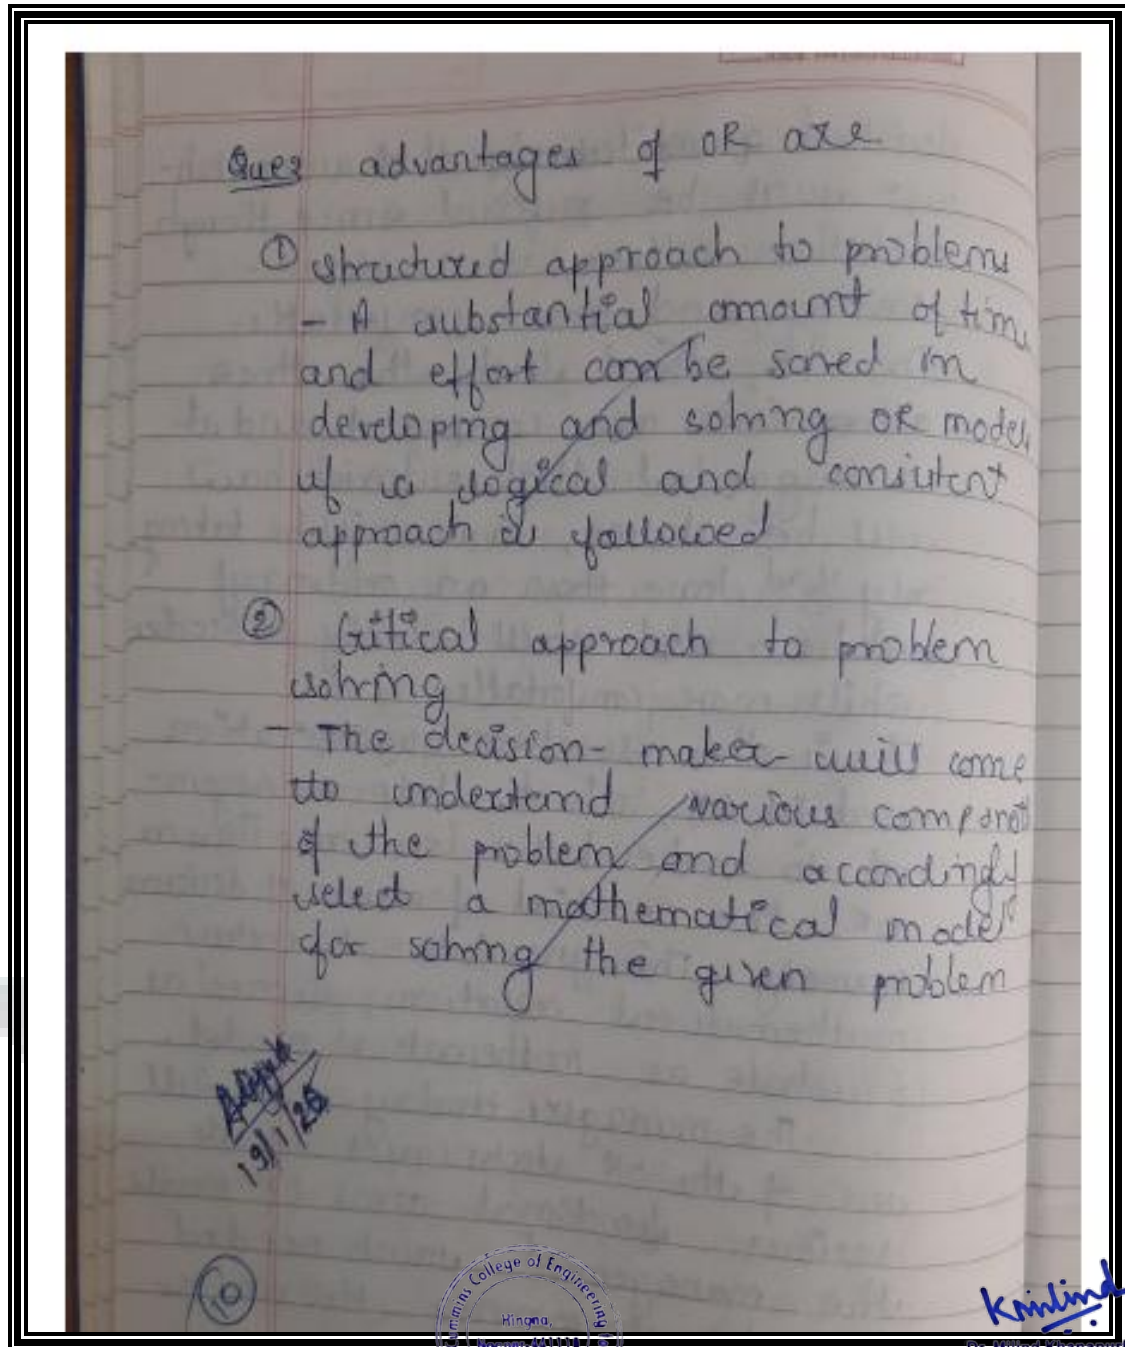 Ques advantages of OR are
① structured approach to problems
- A substantial amount of time
and effort can be saved in
developing and solving OR models
if a logical and consistent
approach is followed
② Critical approach to problem
solving
- The decision-maker will come
to understand various component
of the problem and accordingly
select a mathematical model
for solving the given problem
19/1/26
10
Cummins College of Engineering
Hingna,